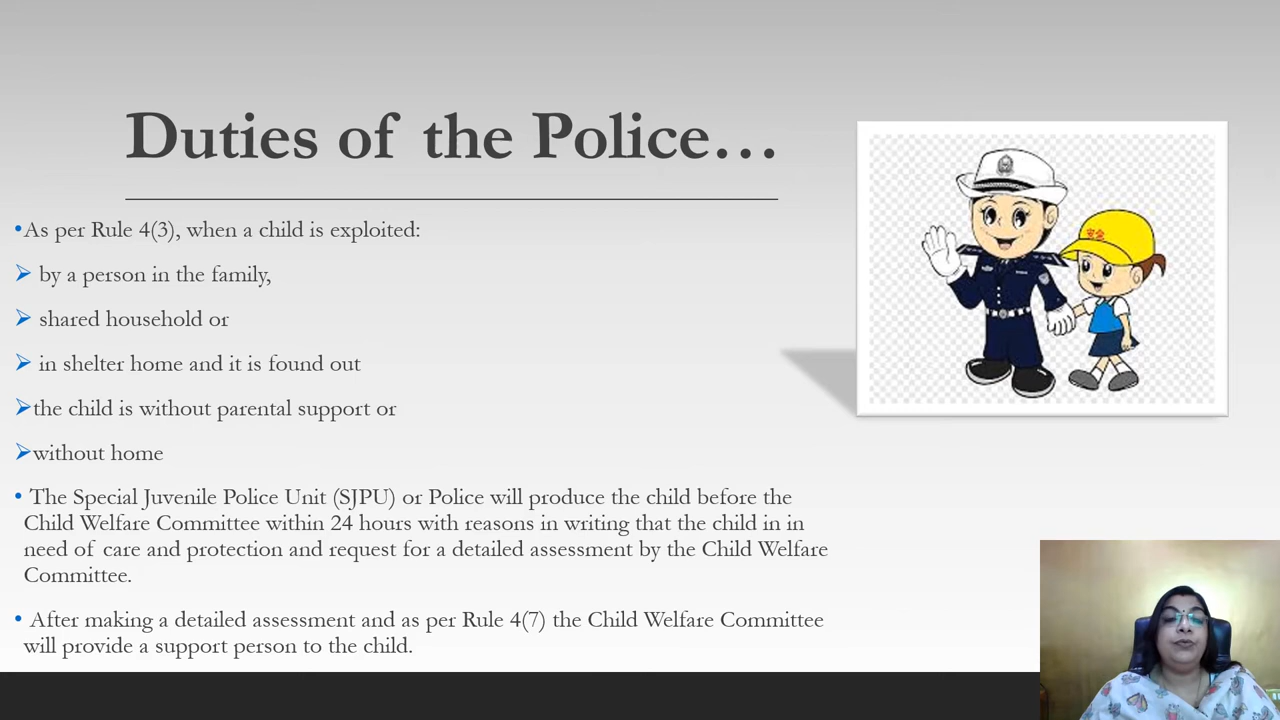 Duties of the Police…
•As per Rule 4(3), when a child is exploited:
➢ by a person in the family,
➢ shared household or
➢ in shelter home and it is found out
➢the child is without parental support or
➢without home
• The Special Juvenile Police Unit (SJPU) or Police will produce the child before the
Child Welfare Committee within 24 hours with reasons in writing that the child in in
need of care and protection and request for a detailed assessment by the Child Welfare
Committee.
• After making a detailed assessment and as per Rule 4(7) the Child Welfare Committee
will provide a support person to the child.
安全